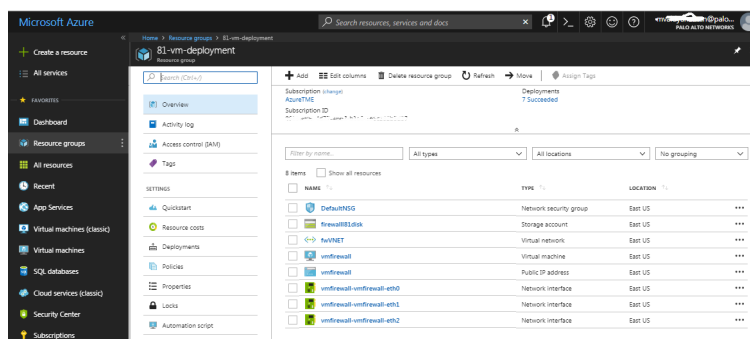 Microsoft Azure
Search resources, services and docs
PALO ALTO NETWORKS
Create a resource
All services
FAVORITES
Dashboard
Resource groups
All resources
Recent
App Services
Virtual machines (classic)
Virtual machines
SQL databases
Cloud services (classic)
Security Center
Subscriptions
Home > Resource groups > 81-vm-deployment
81-vm-deployment
Resource group
Search (Ctrl+/)
Overview
Activity log
Access control (IAM)
Tags
SETTINGS
Quickstart
Resource costs
Deployments
Policies
Properties
Locks
Automation script
Add Edit columns Delete resource group Refresh Move Assign Tags
Subscription (change)
AzureTME
Subscription ID
Deployments
7 Succeeded
Filter by name... All types All locations No grouping
8 items Show all resources
NAME TYPE LOCATION
DefaultNSG Network security group East US
firewalll81disk Storage account East US
fwVNET Virtual network East US
vmfirewall Virtual machine East US
vmfirewall Public IP address East US
vmfirewall-vmfirewall-eth0 Network interface East US
vmfirewall-vmfirewall-eth1 Network interface East US
vmfirewall-vmfirewall-eth2 Network interface East US